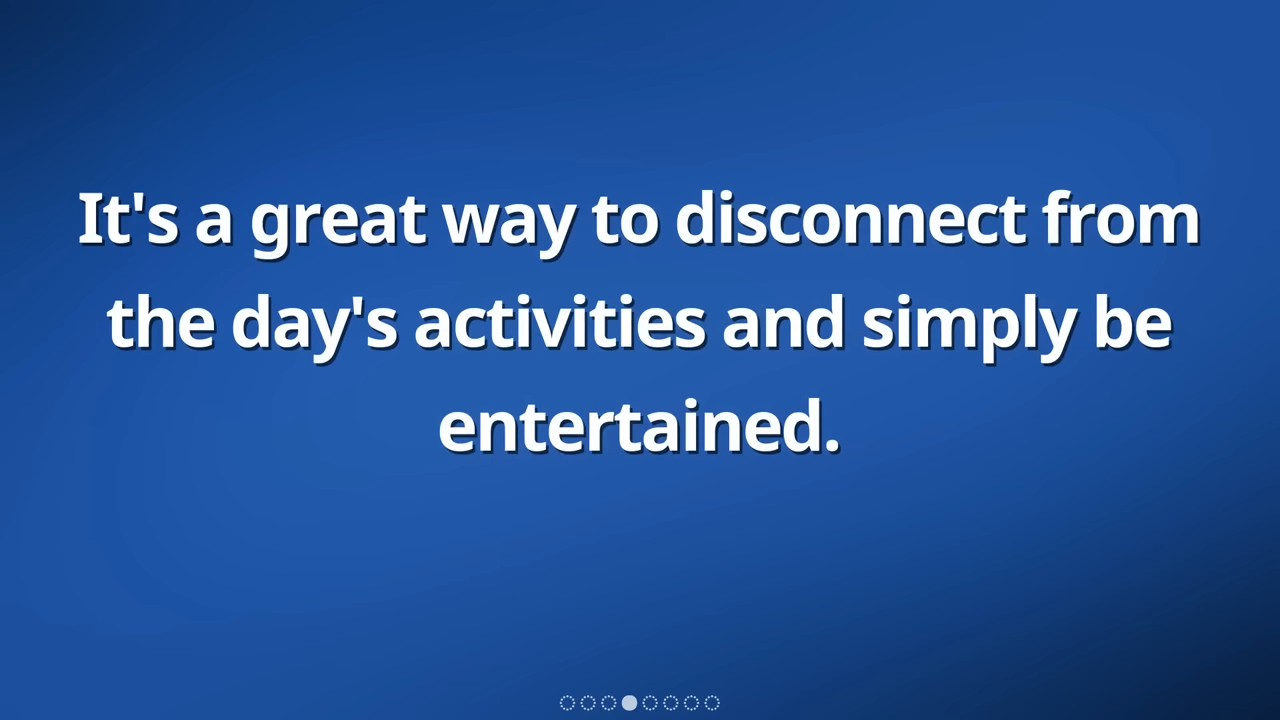 It's a great way to disconnect from
the day's activities and simply be
entertained.